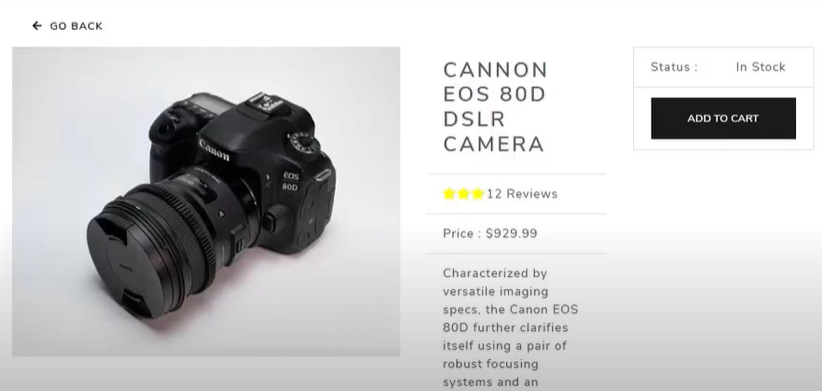 GO BACK
Canon
EOS
80D
A
CANNON
EOS 80D
DSLR
CAMERA
12 Reviews
Price : $929.99
Characterized by
versatile imaging
specs, the Canon EOS
80D further clarifies
itself using a pair of
robust focusing
systems and an
Status : In Stock
ADD TO CART